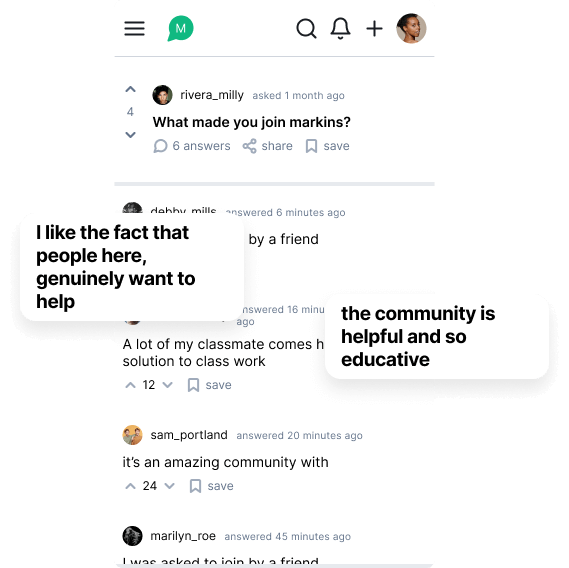 M
rivera_milly asked 1 month ago
4
What made you join markins?
6 answers share save
debby_mills answered 6 minutes ago
I like the fact that
people here,
genuinely want to
help
by a friend
answered 16 minu
ago
the community is
helpful and so
educative
A lot of my classmate comes h
solution to class work
12 save
sam_portland answered 20 minutes ago
it's an amazing community with
24 save
marilyn_roe answered 45 minutes ago
I was asked to join by a friend